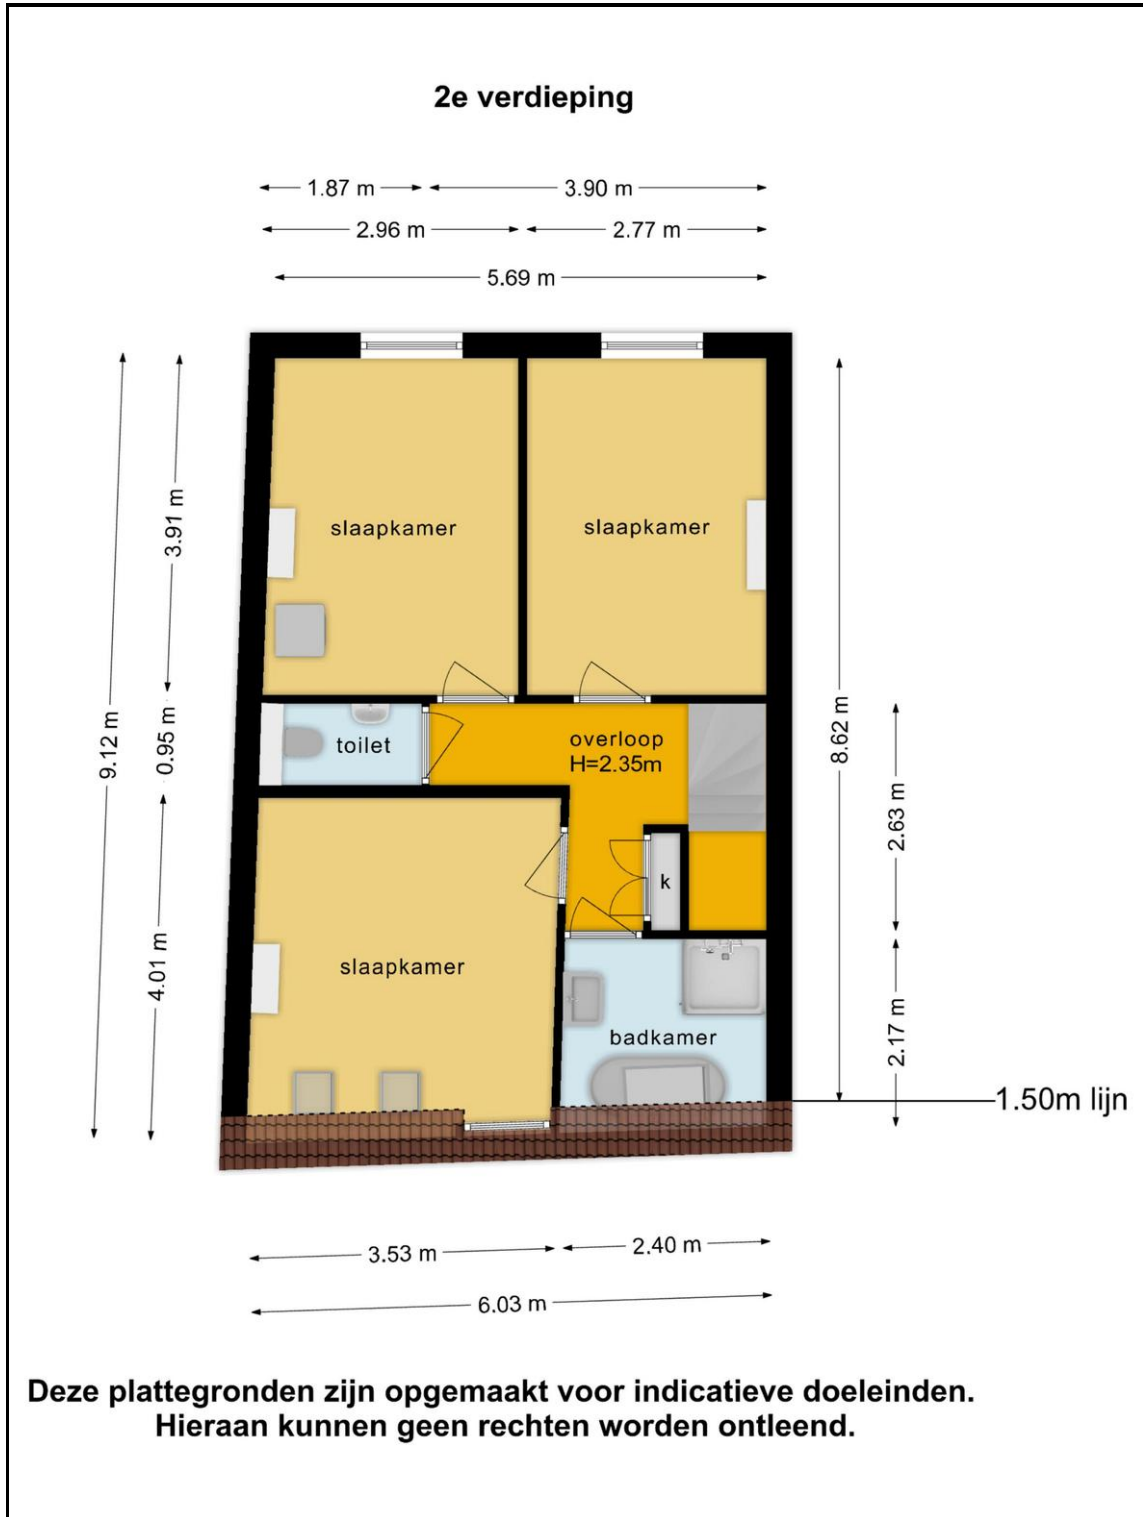 2e verdieping
1.87 m
3.90 m
2.96 m
2.77 m
5.69 m
3.91 m
slaapkamer
slaapkamer
9.12 m
0.95 m
toilet
overloop
H=2.35m
8.62 m
2.63 m
k
4.01 m
slaapkamer
badkamer
2.17 m
1.50m lijn
3.53 m
2.40 m
6.03 m
Deze plattegronden zijn opgemaakt voor indicatieve doeleinden.
Hieraan kunnen geen rechten worden ontleend.